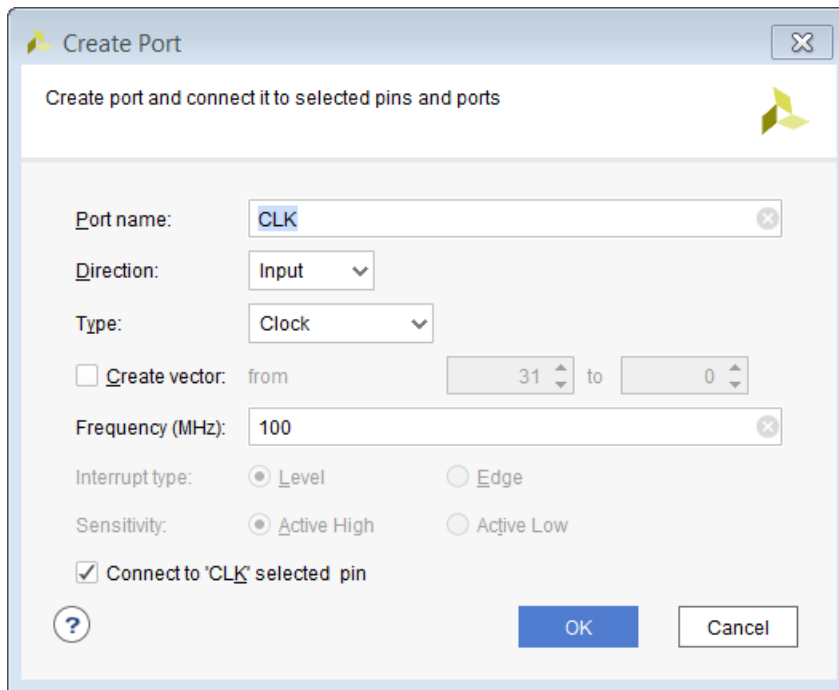 Create Port
Create port and connect it to selected pins and ports
Port name: CLK
Direction: Input
Type: Clock
Create vector: from 31 to 0
Frequency (MHz): 100
Interrupt type: Level Edge
Sensitivity: Active High Active Low
Connect to 'CLK' selected pin
? OK Cancel